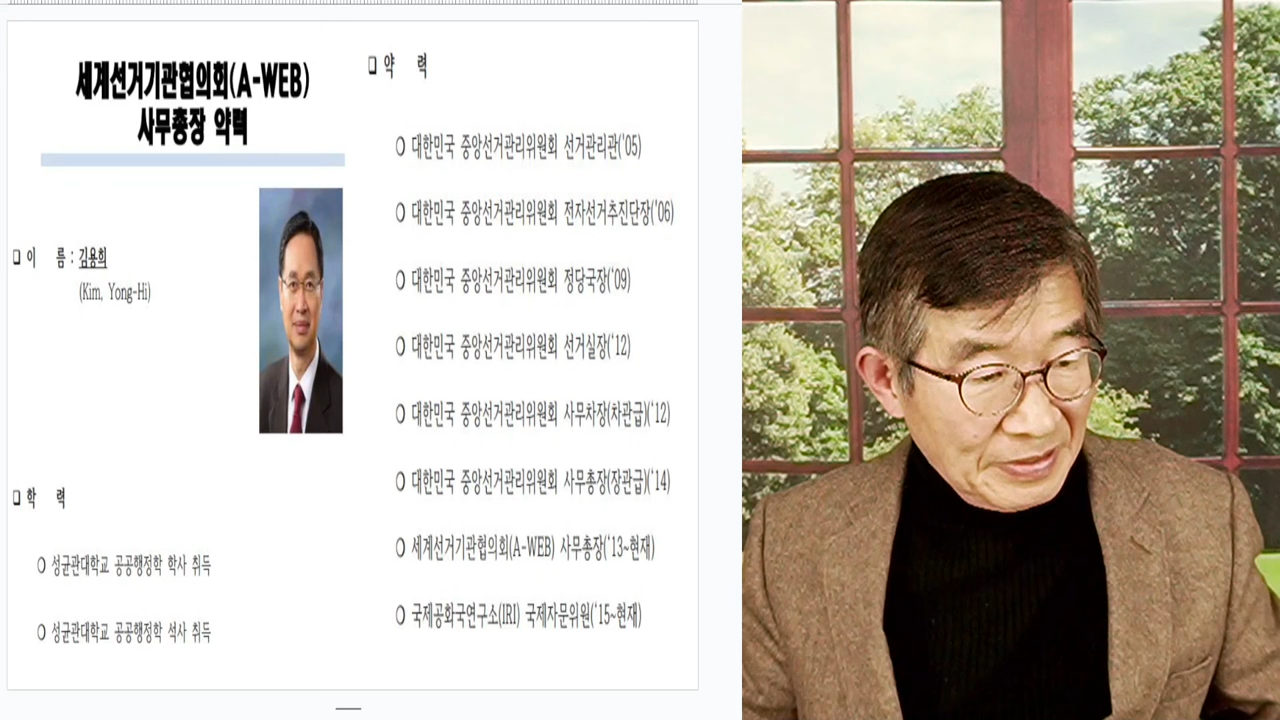 세계선거기관협의회(A-WEB)
사무총장 약력
❑ 이 름 : 김용희
(Kim, Yong-Hi)
❑ 학 력
❍ 성균관대학교 공공행정학 학사 취득
❍ 성균관대학교 공공행정학 석사 취득
❑ 약 력
❍ 대한민국 중앙선거관리위원회 선거관리관('05)
❍ 대한민국 중앙선거관리위원회 전자선거추진단장('06)
❍ 대한민국 중앙선거관리위원회 정당국장('09)
❍ 대한민국 중앙선거관리위원회 선거실장('12)
❍ 대한민국 중앙선거관리위원회 사무차장(차관급)('12)
❍ 대한민국 중앙선거관리위원회 사무총장(장관급)('14)
❍ 세계선거기관협의회(A-WEB) 사무총장('13~현재)
❍ 국제공화국연구소(IRI) 국제자문위원('15~현재)